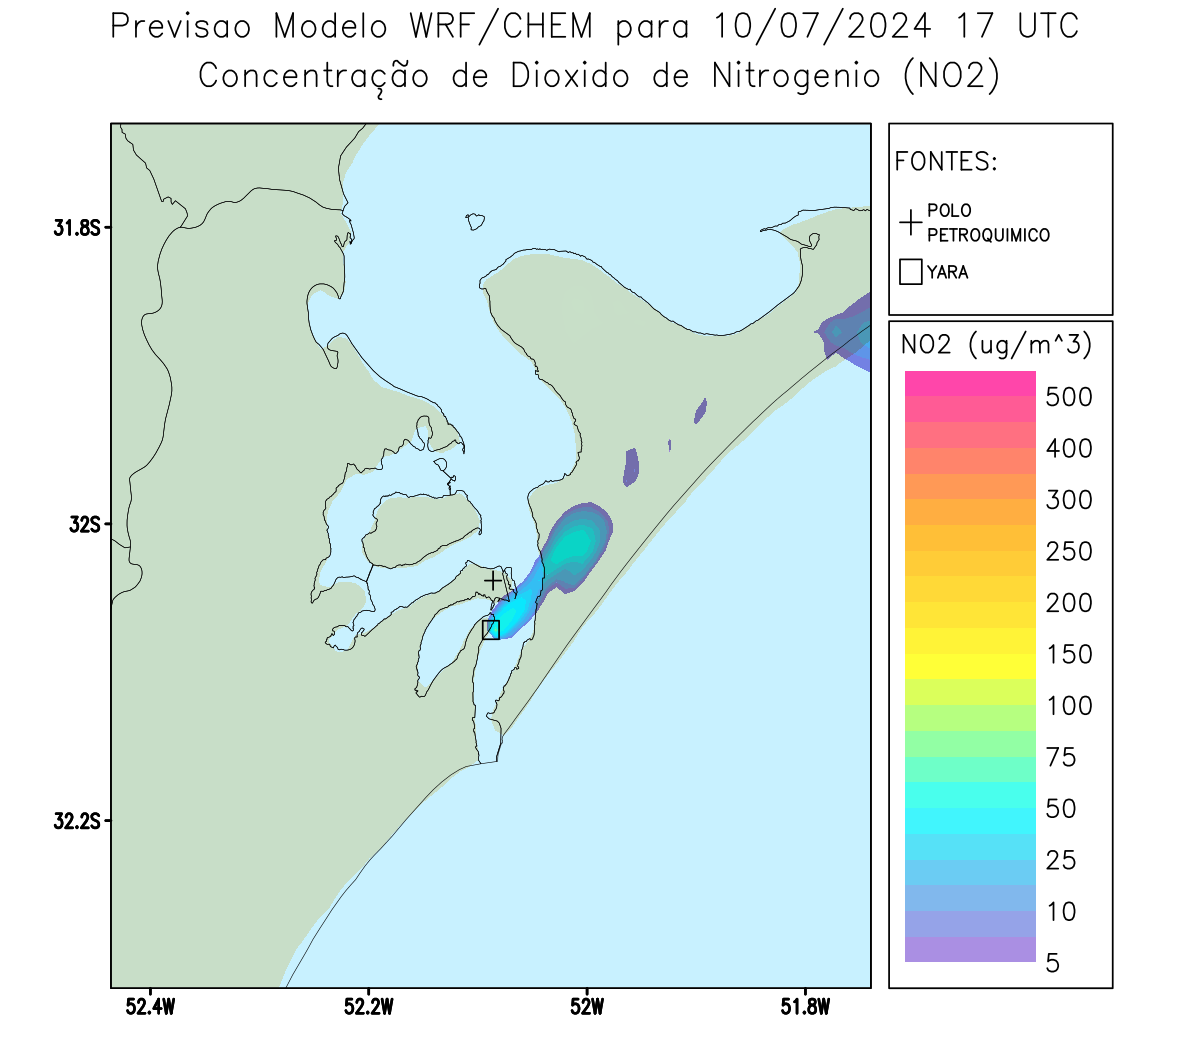 Previsao Modelo WRF/CHEM para 10/07/2024 17 UTC
Concentração de Dioxido de Nitrogenio (NO2)
FONTES:
POLO
PETROQUIMICO
YARA
NO2 (ug/m^3)
500
400
300
250
200
150
100
75
50
25
10
5
31.8S
32S
32.2S
52.4W
52.2W
52W
51.8W